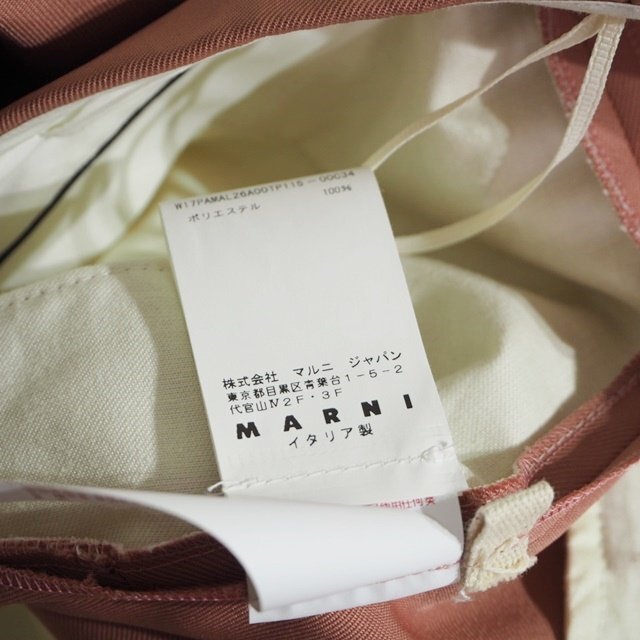 W17PAMAL26A00TP116-00C34
ポリエステル 100%
株式会社 マルニ ジャパン
東京都目黒区青葉台1-5-2
代官山Ⅳ2F・3F
MARNI
イタリア製